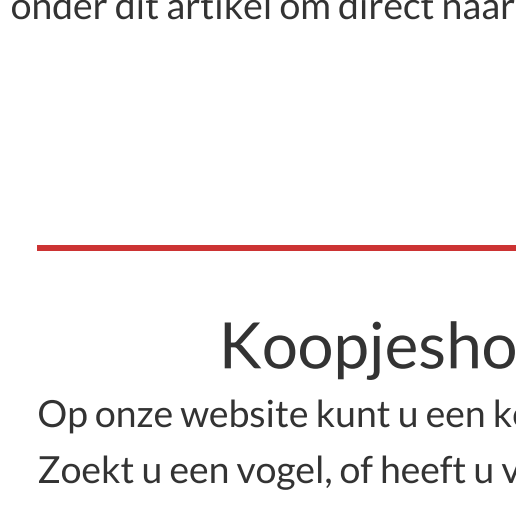 onder dit artikel om direct naar
Koopjesho
Op onze website kunt u een k
Zoekt u een vogel, of heeft u v